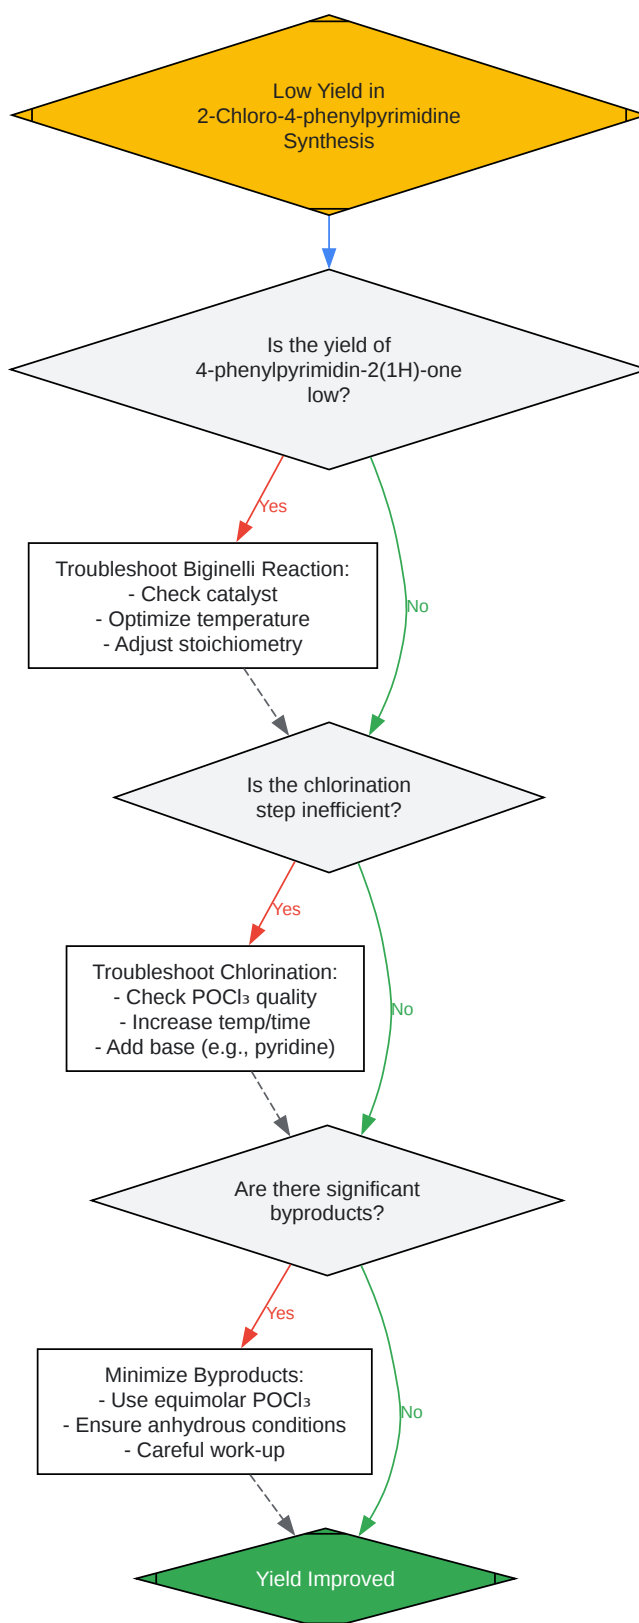 Low Yield in
2-Chloro-4-phenylpyrimidine
Synthesis
Is the yield of
4-phenylpyrimidin-2(1H)-one
low?
Yes
No
Troubleshoot Biginelli Reaction:
- Check catalyst
- Optimize temperature
- Adjust stoichiometry
Is the chlorination
step inefficient?
Yes
No
Troubleshoot Chlorination:
- Check POCl₃ quality
- Increase temp/time
- Add base (e.g., pyridine)
Are there significant
byproducts?
Yes
No
Minimize Byproducts:
- Use equimolar POCl₃
- Ensure anhydrous conditions
- Careful work-up
Yield Improved